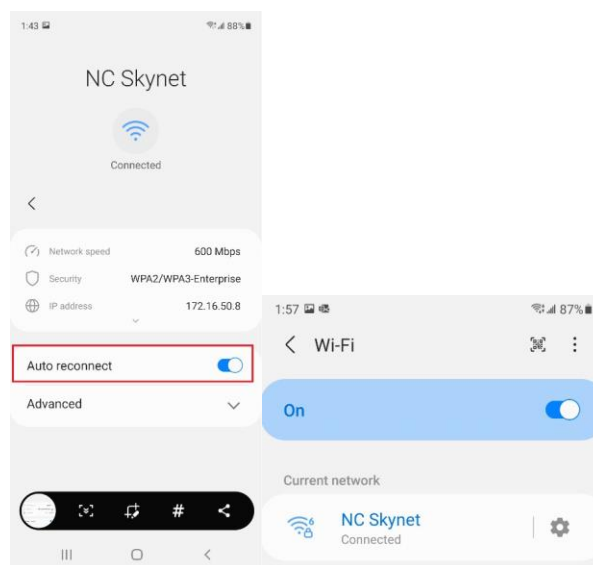 1:43 88%
NC Skynet
Connected
Network speed 600 Mbps
Security WPA2/WPA3-Enterprise
IP address 172.16.50.8
Auto reconnect
Advanced
#
1:57 87%
Wi-Fi
On
Current network
6
NC Skynet
Connected